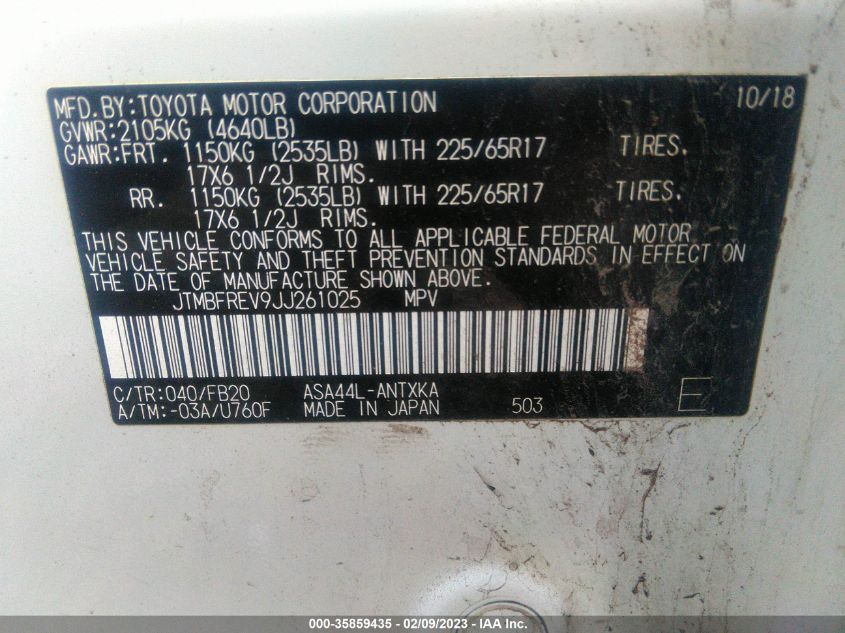 MFD.BY:TOYOTA MOTOR CORPORATION 10/18
GVWR:2105KG (4640LB)
GAWR:FRT. 1150KG (2535LB) WITH 225/65R17 TIRES.
17X6 1/2J RIMS.
RR. 1150KG (2535LB) WITH 225/65R17 TIRES.
17X6 1/2J RIMS.
THIS VEHICLE CONFORMS TO ALL APPLICABLE FEDERAL MOTOR
VEHICLE SAFETY AND THEFT PREVENTION STANDARDS IN EFFECT ON
THE DATE OF MANUFACTURE SHOWN ABOVE.
JTMBFREV9JJ261025 MPV
C/TR:040/FB20 ASA44L-ANTXKA
A/TM:-03A/U760F MADE IN JAPAN 503 E
000-35859435 - 02/09/2023 - IAA Inc.